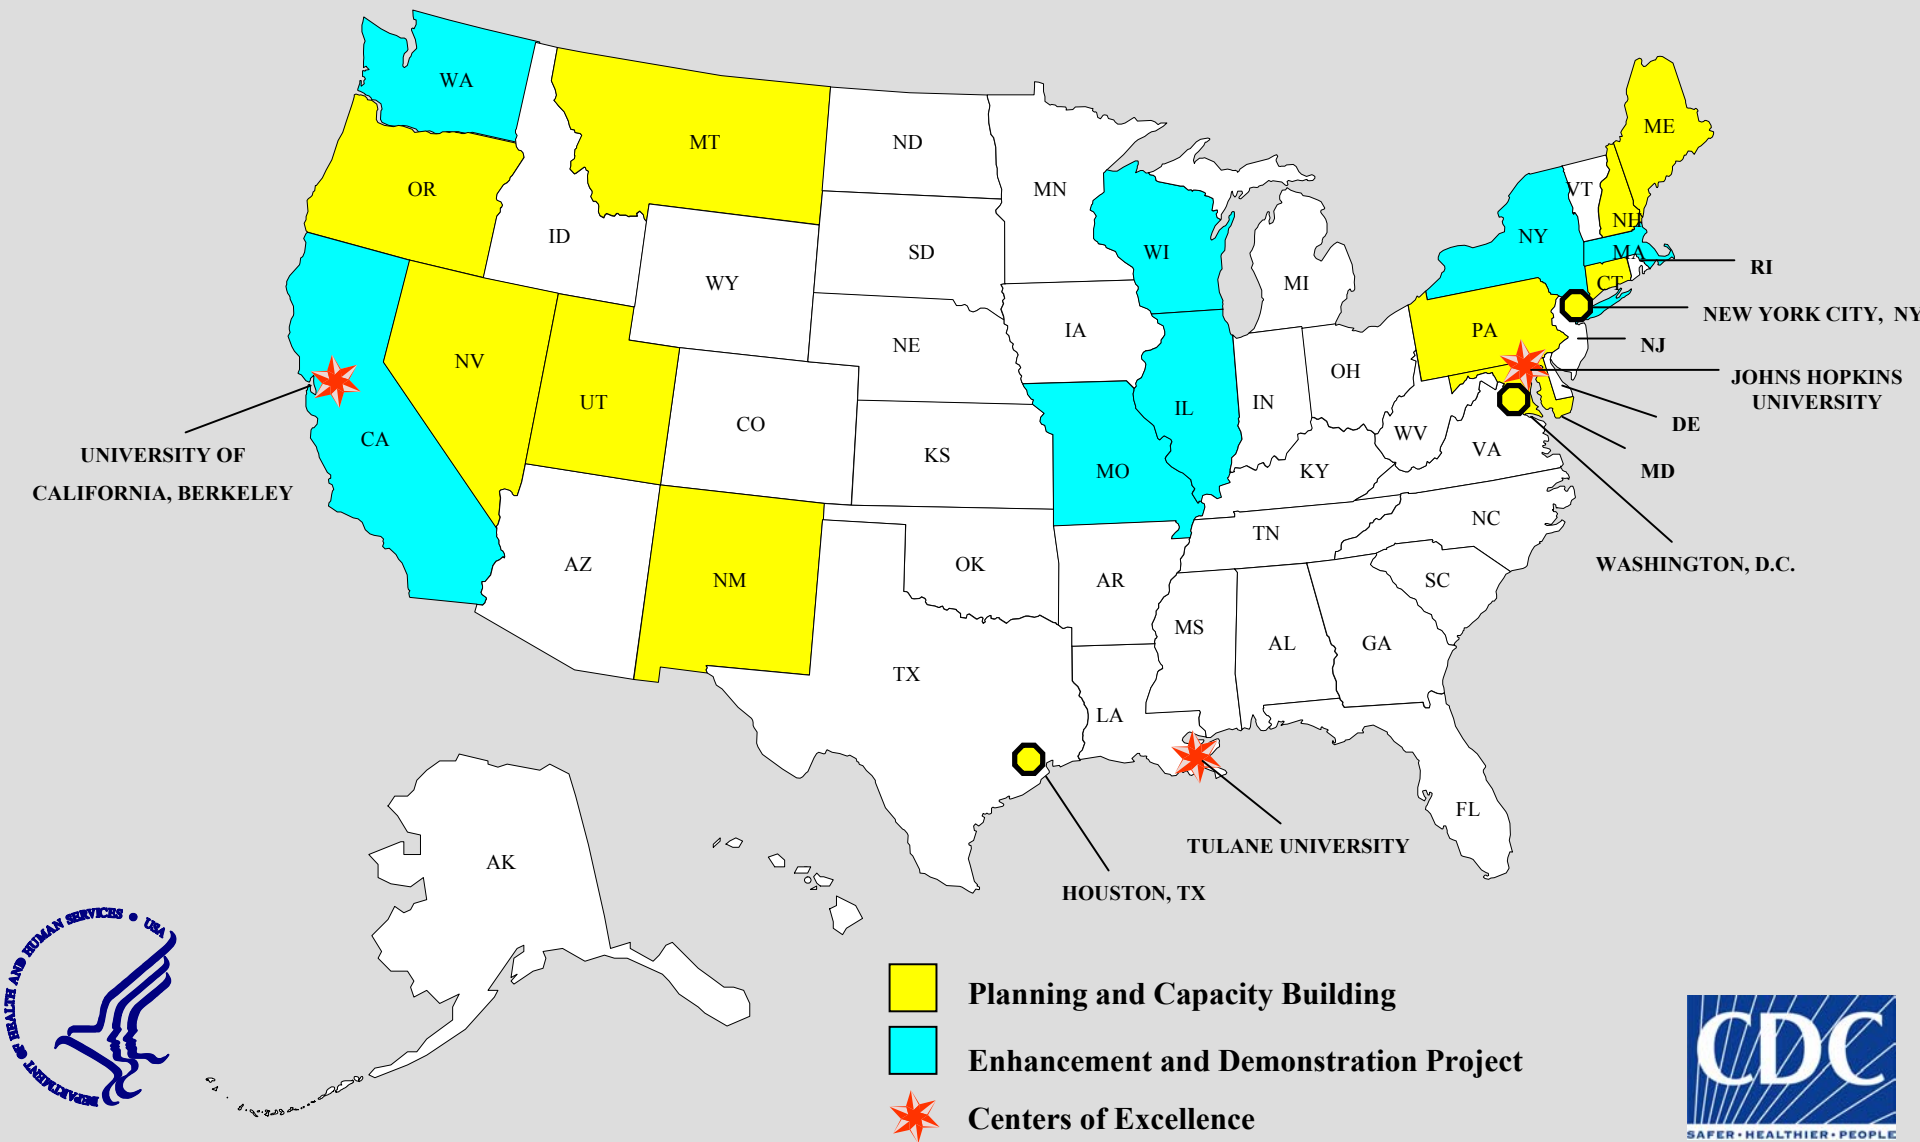 WA
MT
ND
ME
OR
MN
VT
ID
NH
NY
SD
WI
MA
RI
WY
MI
CT
NEW YORK CITY, NY
IA
PA
NE
NJ
NV
OH
JOHNS HOPKINS
UNIVERSITY
UT
IL
IN
DE
CO
WV
CA
VA
UNIVERSITY OF
CALIFORNIA, BERKELEY
KS
MO
KY
MD
NC
TN
WASHINGTON, D.C.
AZ
NM
OK
AR
SC
MS
AL
GA
TX
LA
FL
TULANE UNIVERSITY
AK
HOUSTON, TX
DEPARTMENT OF HEALTH AND HUMAN SERVICES • USA
Planning and Capacity Building
Enhancement and Demonstration Project
Centers of Excellence
CDC
SAFER • HEALTHIER • PEOPLE